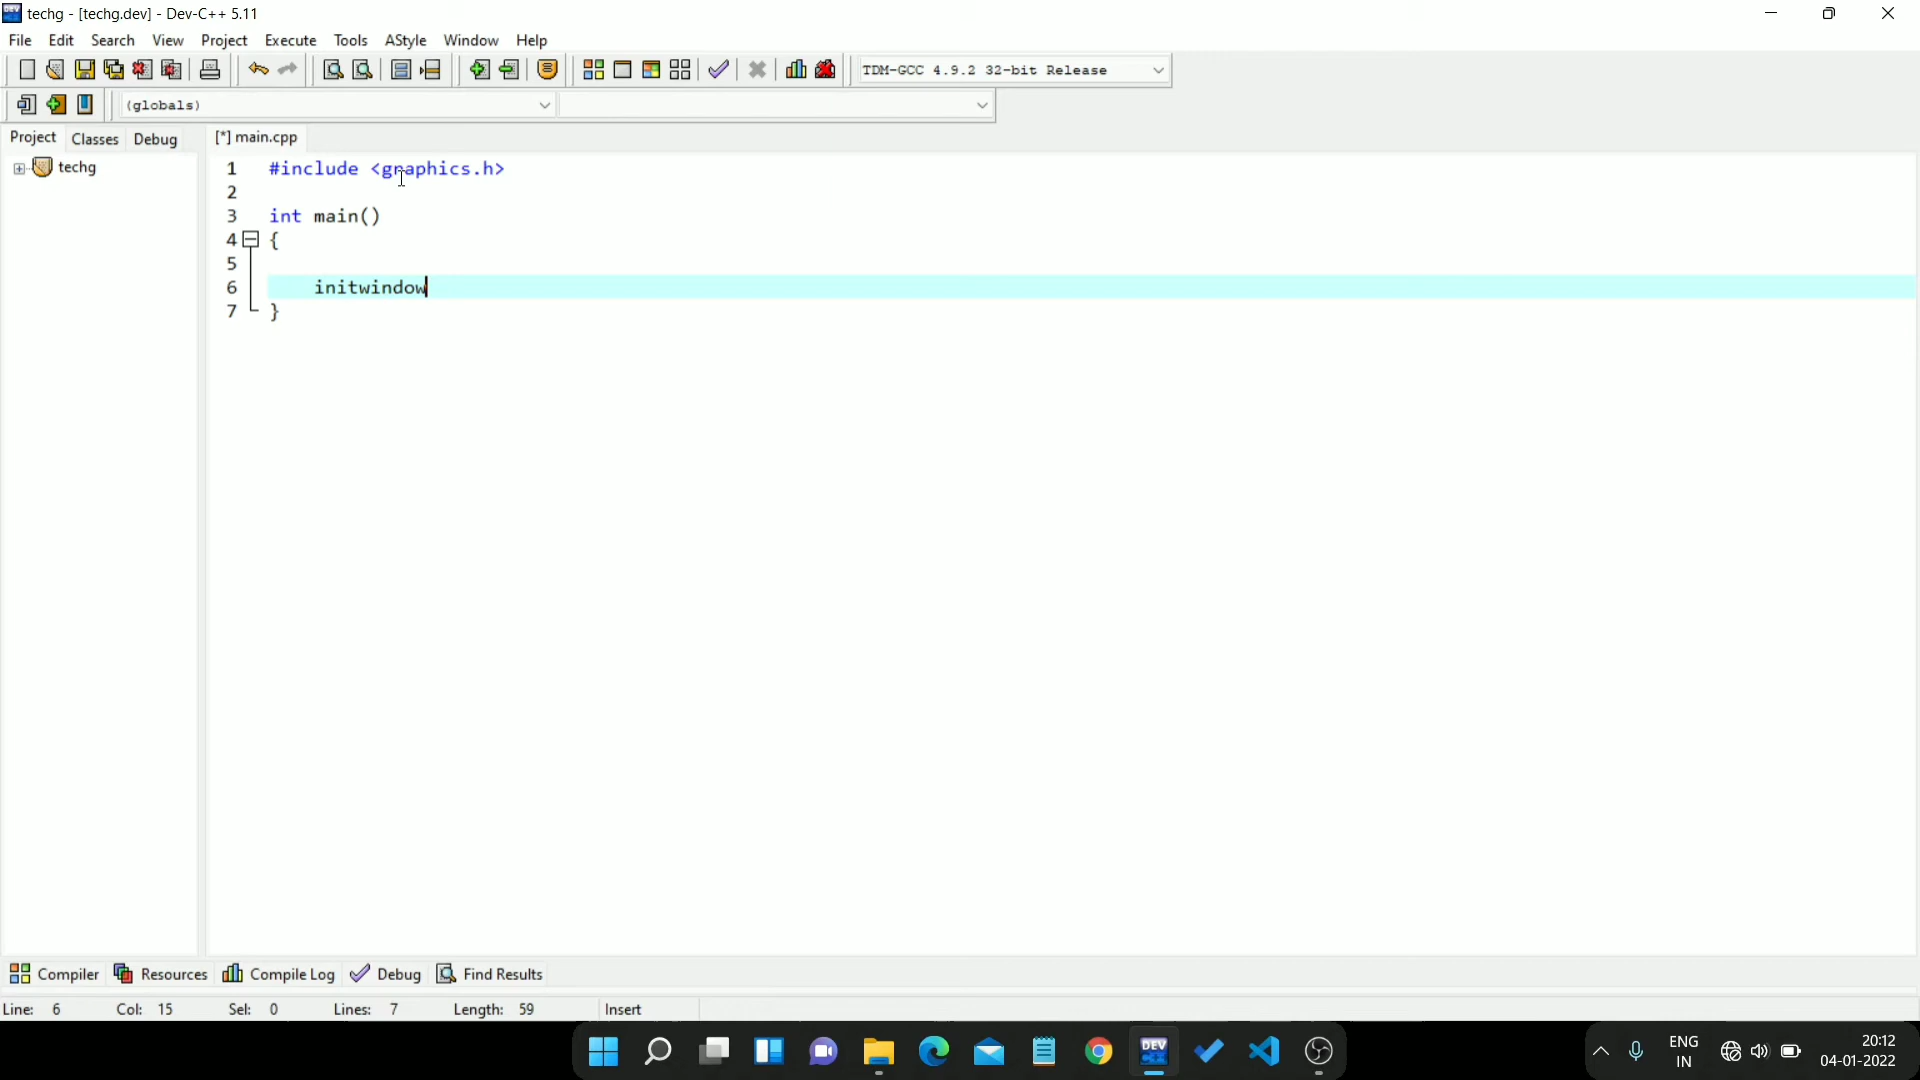 techg - [techg.dev] - Dev-C++ 5.11
File Edit Search View Project Execute Tools AStyle Window Help
TDM-GCC 4.9.2 32-bit Release
(globals)
Project Classes Debug
[*] main.cpp
techg
1 #include <graphics.h>
2
3 int main()
4 {
5
6 initwindow
7 }
Compiler Resources Compile Log Debug Find Results
Line: 6 Col: 15 Sel: 0 Lines: 7 Length: 59 Insert
DEV
ENG
IN
20:12
04-01-2022